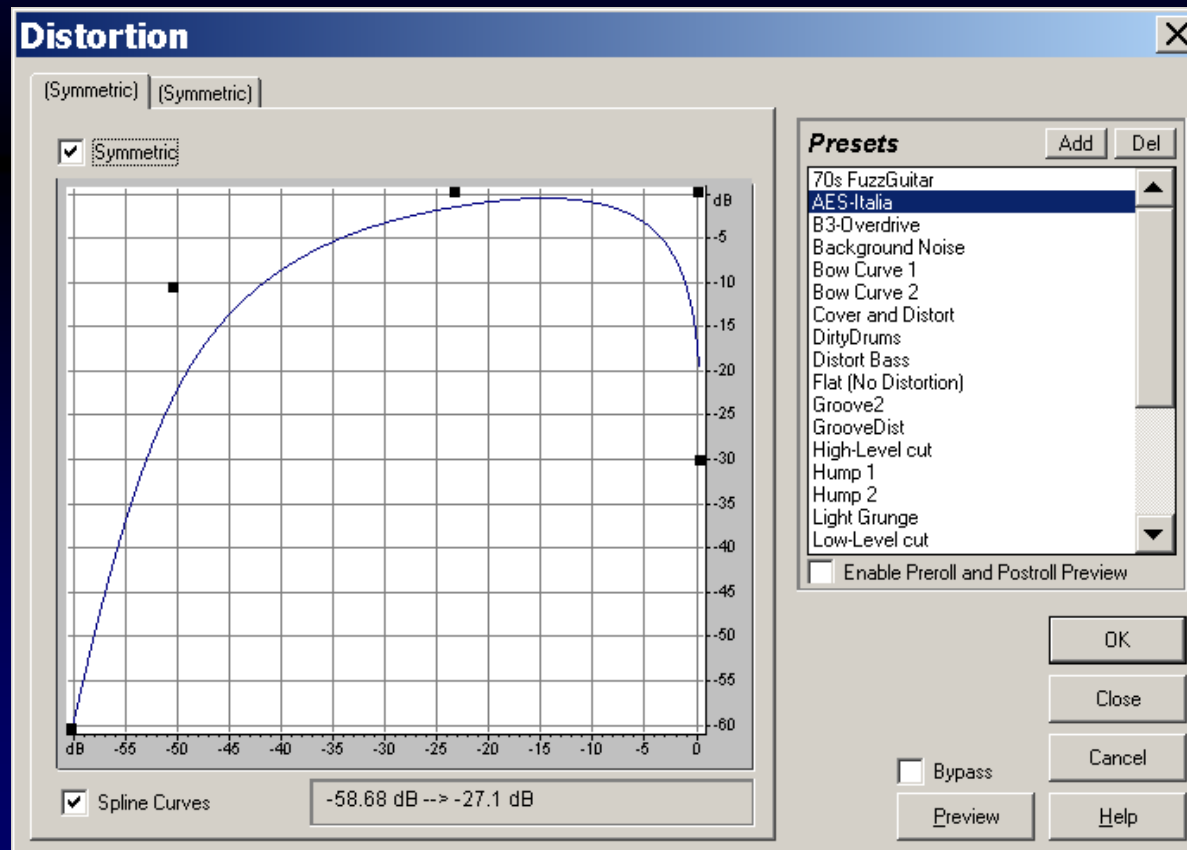 Distortion
(Symmetric) (Symmetric)
Symmetric
dB
-5
-10
-15
-20
-25
-30
-35
-40
-45
-50
-55
-60
dB -55 -50 -45 -40 -35 -30 -25 -20 -15 -10 -5 0
Spline Curves
-58.68 dB --> -27.1 dB
Presets Add Del
70s FuzzGuitar
AES-Italia
B3-Overdrive
Background Noise
Bow Curve 1
Bow Curve 2
Cover and Distort
DirtyDrums
Distort Bass
Flat (No Distortion)
Groove2
GrooveDist
High-Level cut
Hump 1
Hump 2
Light Grunge
Low-Level cut
Enable Preroll and Postroll Preview
OK
Close
Cancel
Bypass
Preview
Help